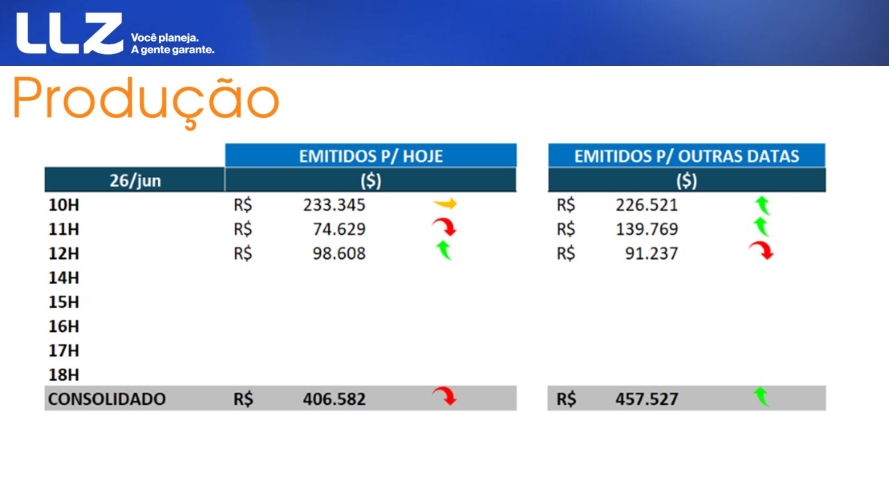 LLZ
Você planeja.
A gente garante.
Produção
EMITIDOS P/ HOJE EMITIDOS P/ OUTRAS DATAS
26/jun ($) ($)
10H R$ 233.345 R$ 226.521
11H R$ 74.629 R$ 139.769
12H R$ 98.608 R$ 91.237
14H
15H
16H
17H
18H
CONSOLIDADO R$ 406.582 R$ 457.527